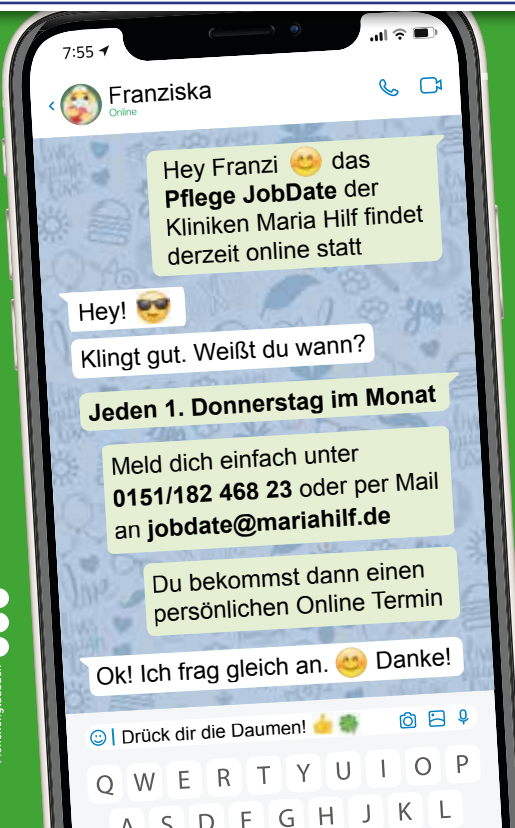 7:55
Franziska
Online
Hey Franzi 😊 das
Pflege JobDate der
Kliniken Maria Hilf findet
derzeit online statt
Hey! 😎
Klingt gut. Weißt du wann?
Jeden 1. Donnerstag im Monat
Meld dich einfach unter
0151/182 468 23 oder per Mail
an jobdate@mariahilf.de
Du bekommst dann einen
persönlichen Online Termin
Ok! Ich frag gleich an. 😊 Danke!
Drück dir die Daumen! 👍🍀
Q W E R T Y U I O P
A S D F G H J K L